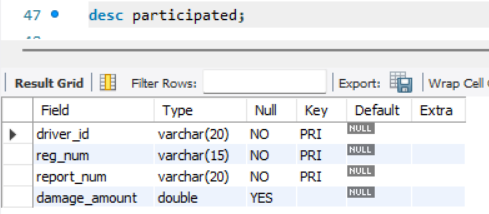 47 desc participated;
Result Grid Filter Rows: Export: Wrap Cell
Field Type Null Key Default Extra
driver_id varchar(20) NO PRI NULL
reg_num varchar(15) NO PRI NULL
report_num varchar(20) NO PRI NULL
damage_amount double YES NULL